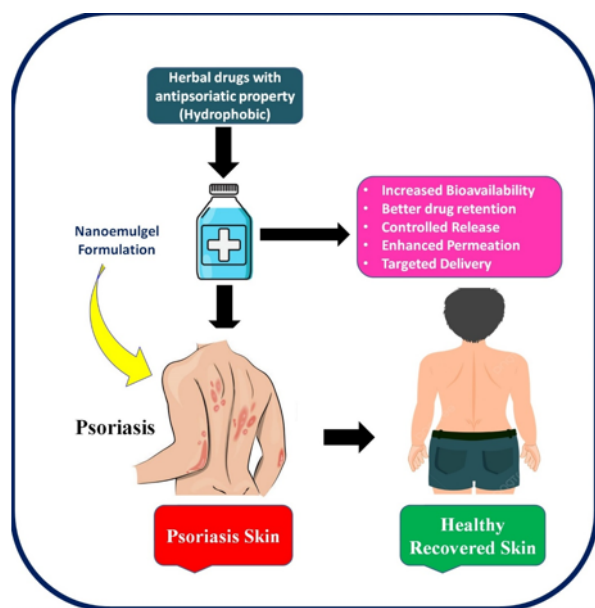 Herbal drugs with
antipsoriatic property
(Hydrophobic)
• Increased Bioavailability
• Better drug retention
• Controlled Release
• Enhanced Permeation
• Targeted Delivery
Nanoemulgel
Formulation
Psoriasis
Psoriasis Skin
Healthy
Recovered Skin